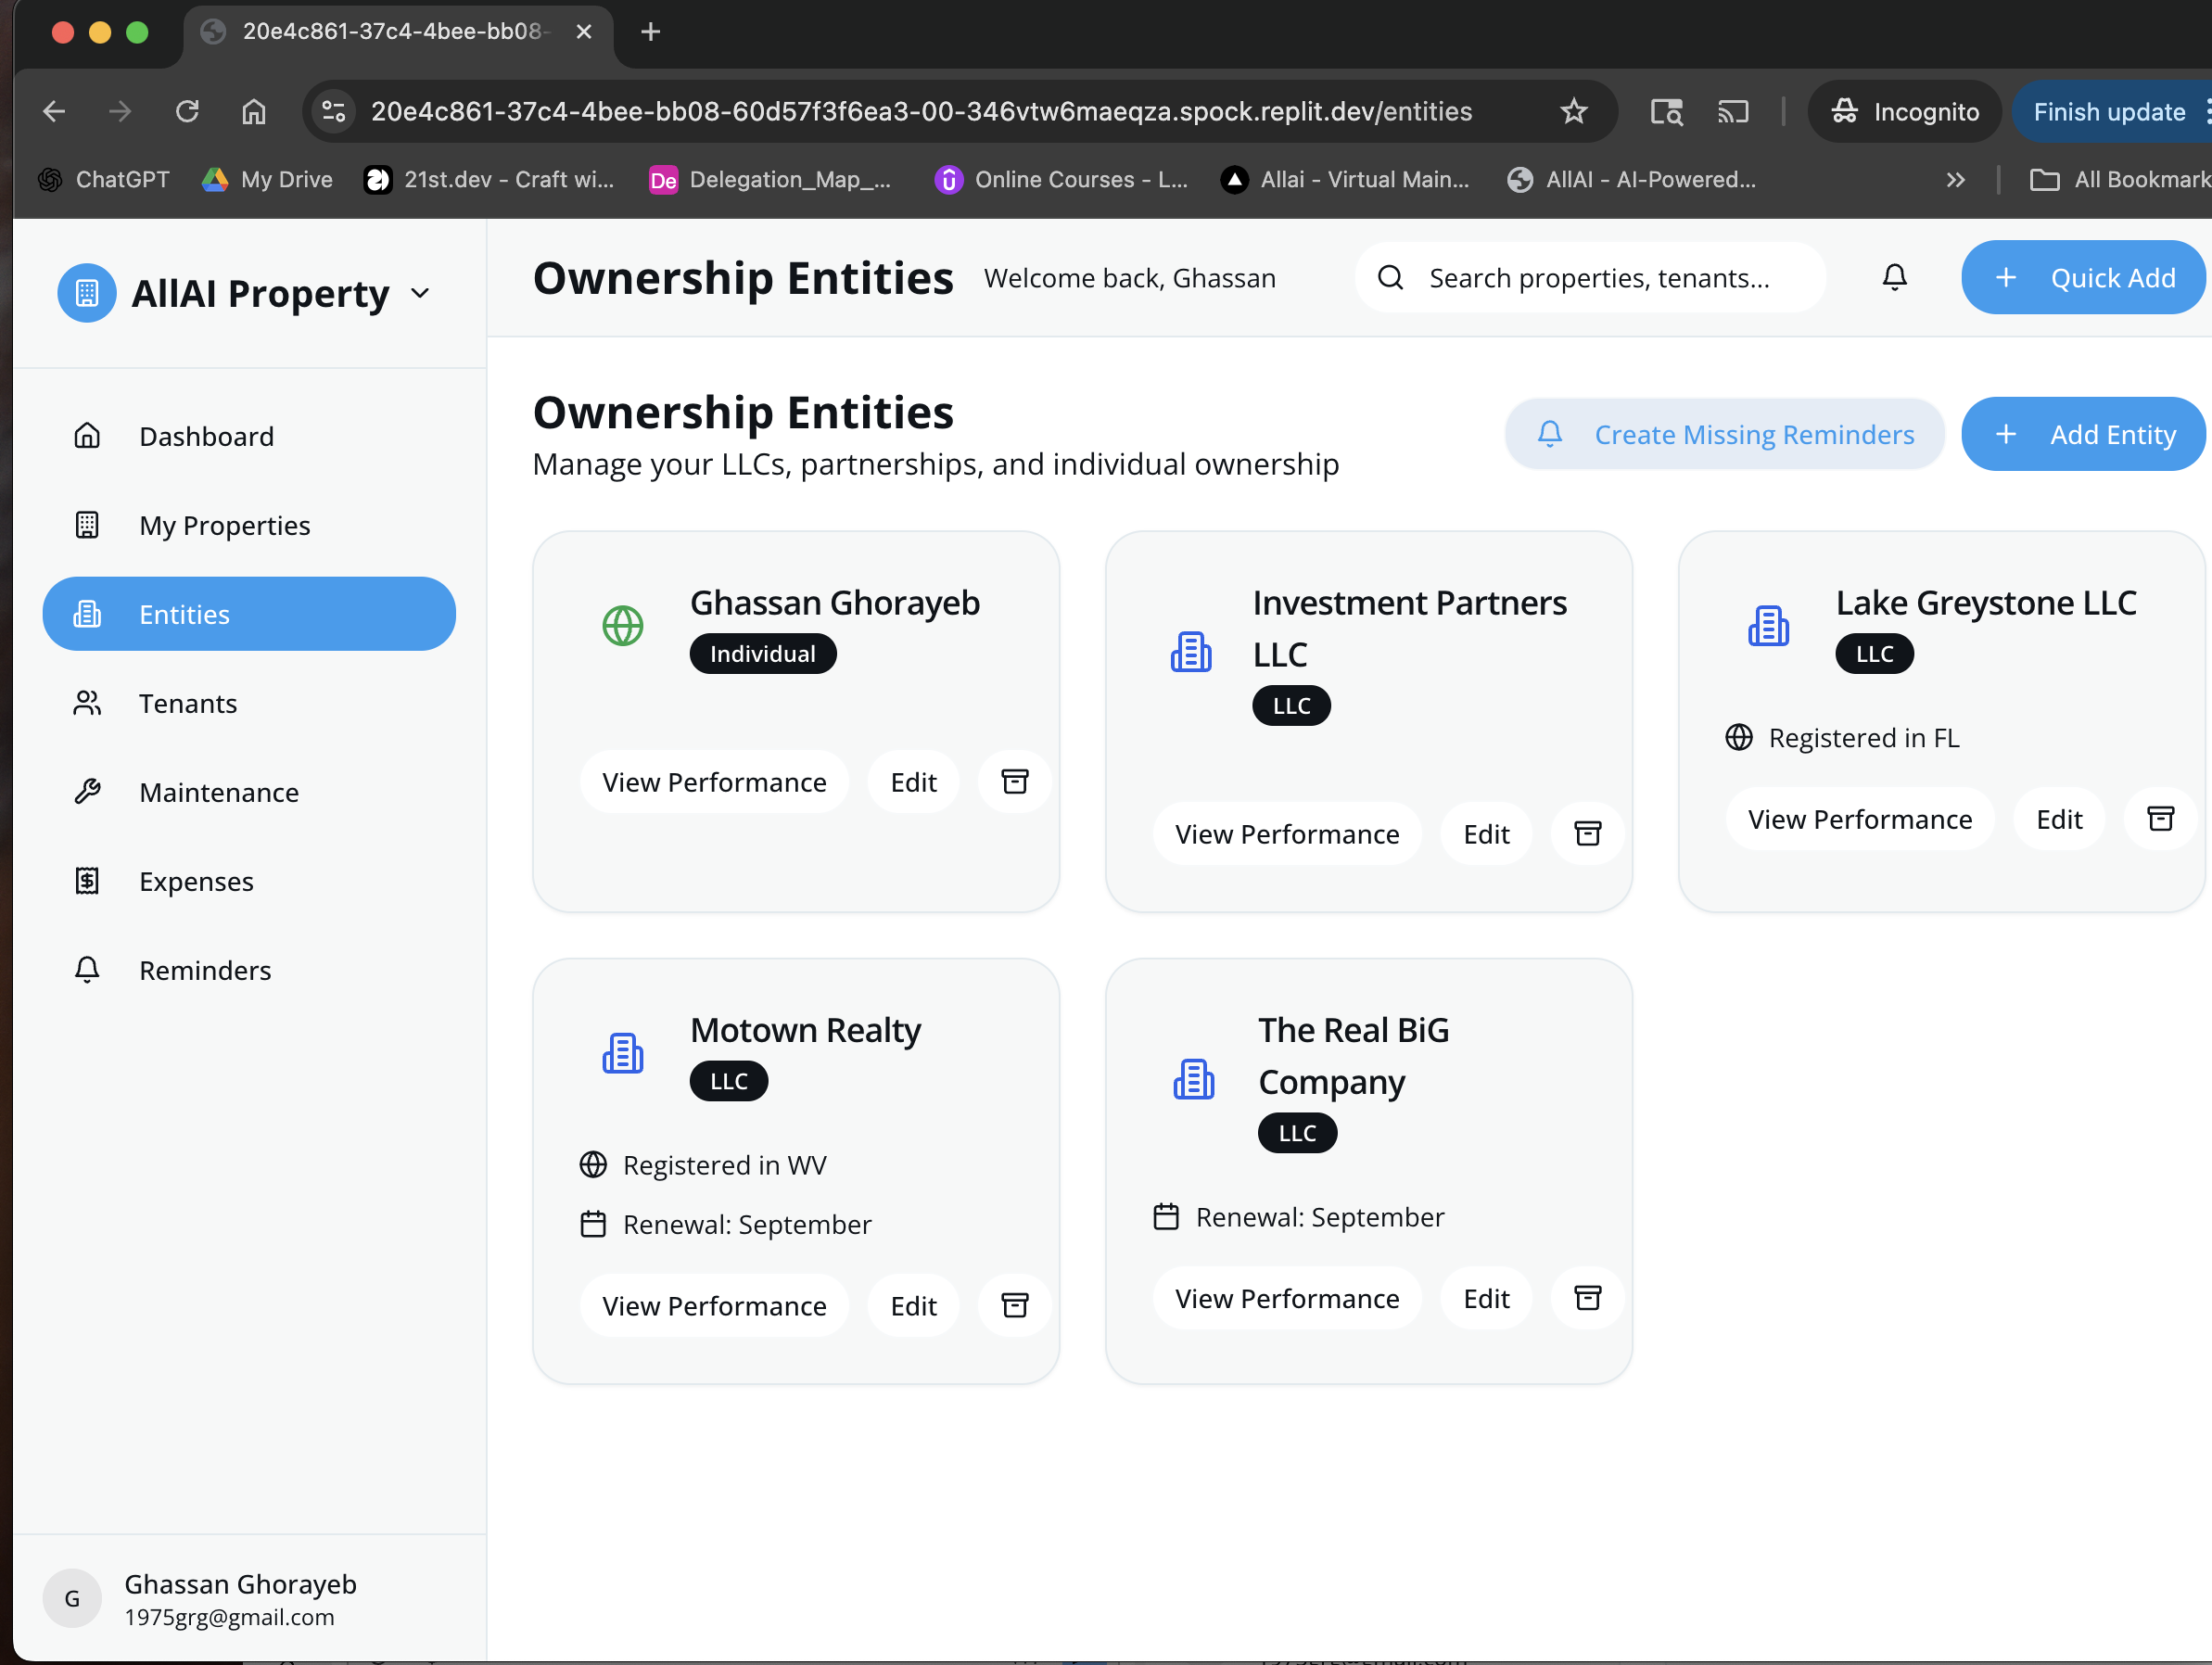 20e4c861-37c4-4bee-bb08-
20e4c861-37c4-4bee-bb08-60d57f3f6ea3-00-346vtw6maeqza.spock.replit.dev/entities
Incognito
Finish update
ChatGPT
My Drive
21st.dev - Craft wi...
De
Delegation_Map_...
Online Courses - L...
Allai - Virtual Main...
AllAI - AI-Powered...
All Bookmark
AllAI Property
Ownership Entities
Welcome back, Ghassan
Search properties, tenants...
Quick Add
Dashboard
My Properties
Entities
Tenants
Maintenance
Expenses
Reminders
Ownership Entities
Manage your LLCs, partnerships, and individual ownership
Create Missing Reminders
Add Entity
Ghassan Ghorayeb
Individual
View Performance
Edit
Investment Partners
LLC
LLC
View Performance
Edit
Lake Greystone LLC
LLC
Registered in FL
View Performance
Edit
Motown Realty
LLC
Registered in WV
Renewal: September
View Performance
Edit
The Real BiG
Company
LLC
Renewal: September
View Performance
Edit
G
Ghassan Ghorayeb
1975grg@gmail.com